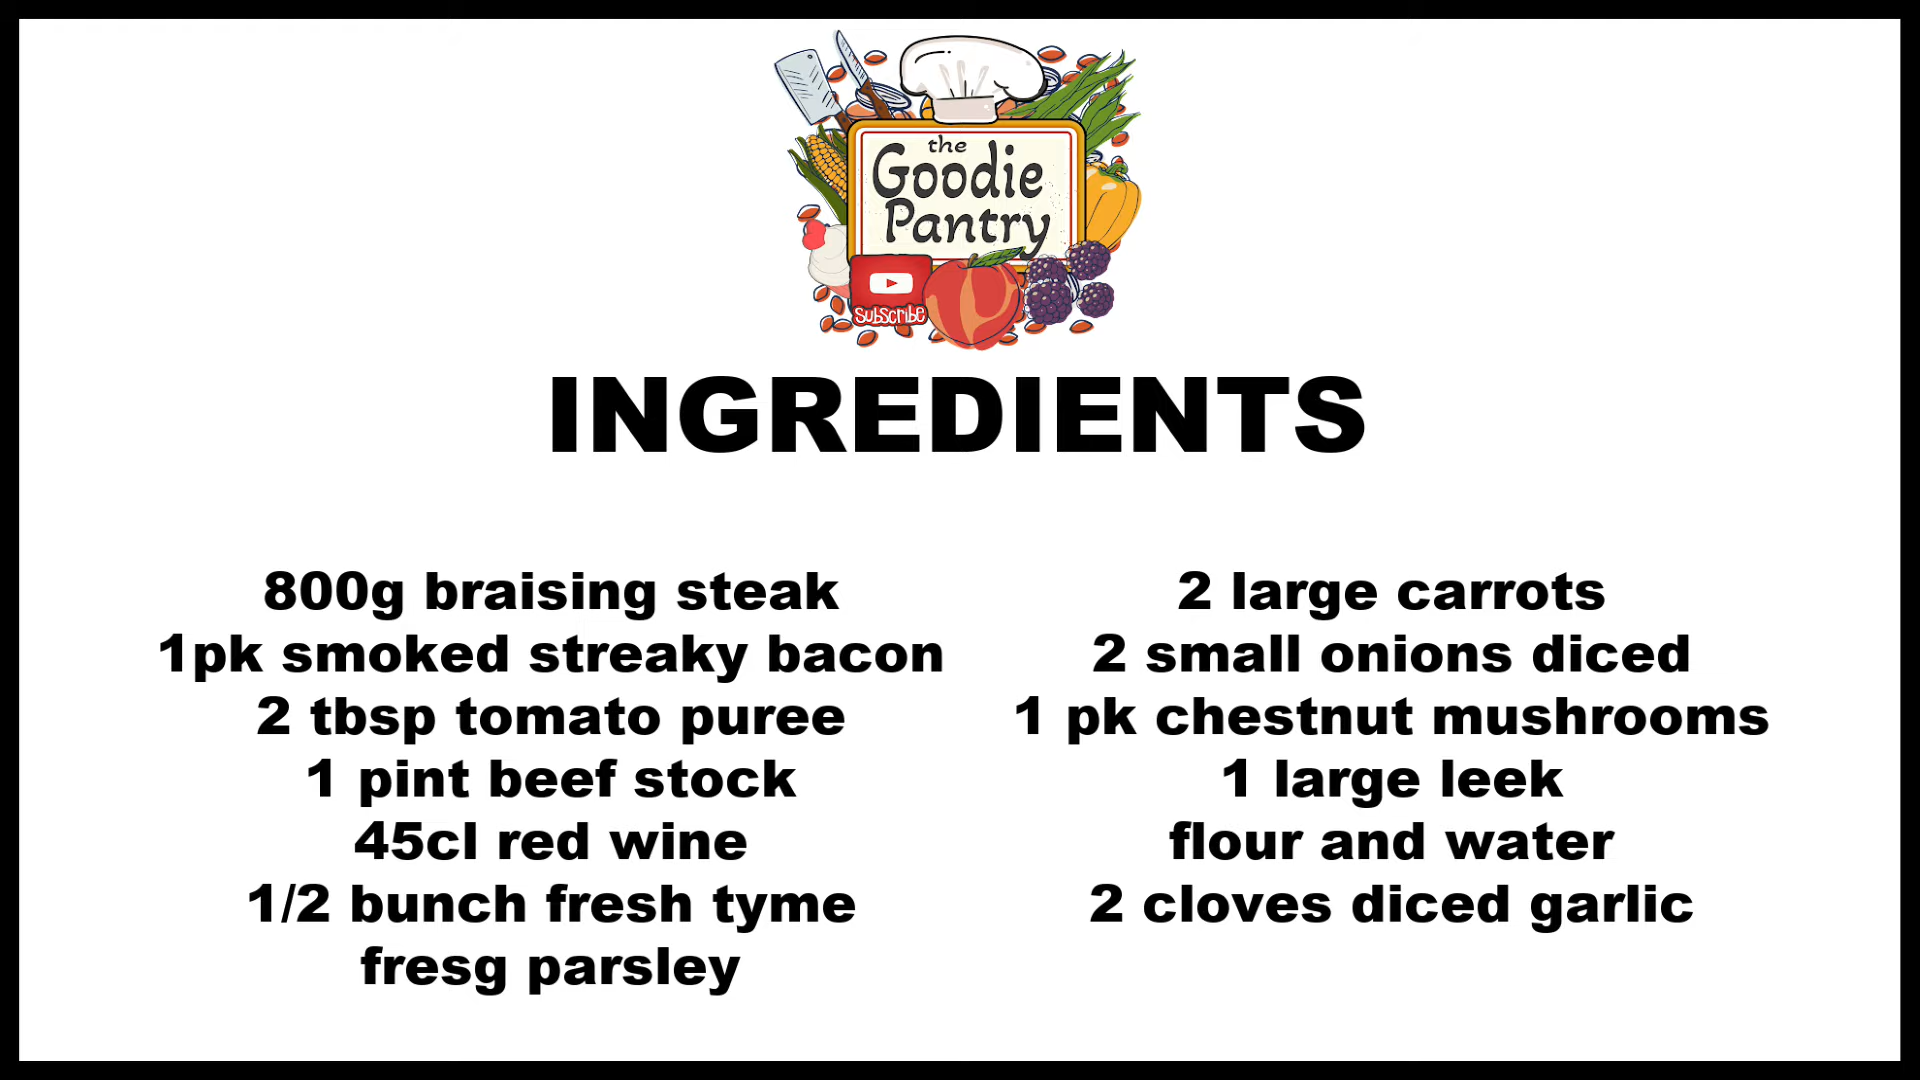 the
Goodie
Pantry
Subscribe
INGREDIENTS
800g braising steak
1pk smoked streaky bacon
2 tbsp tomato puree
1 pint beef stock
45cl red wine
1/2 bunch fresh tyme
fresg parsley
2 large carrots
2 small onions diced
1 pk chestnut mushrooms
1 large leek
flour and water
2 cloves diced garlic